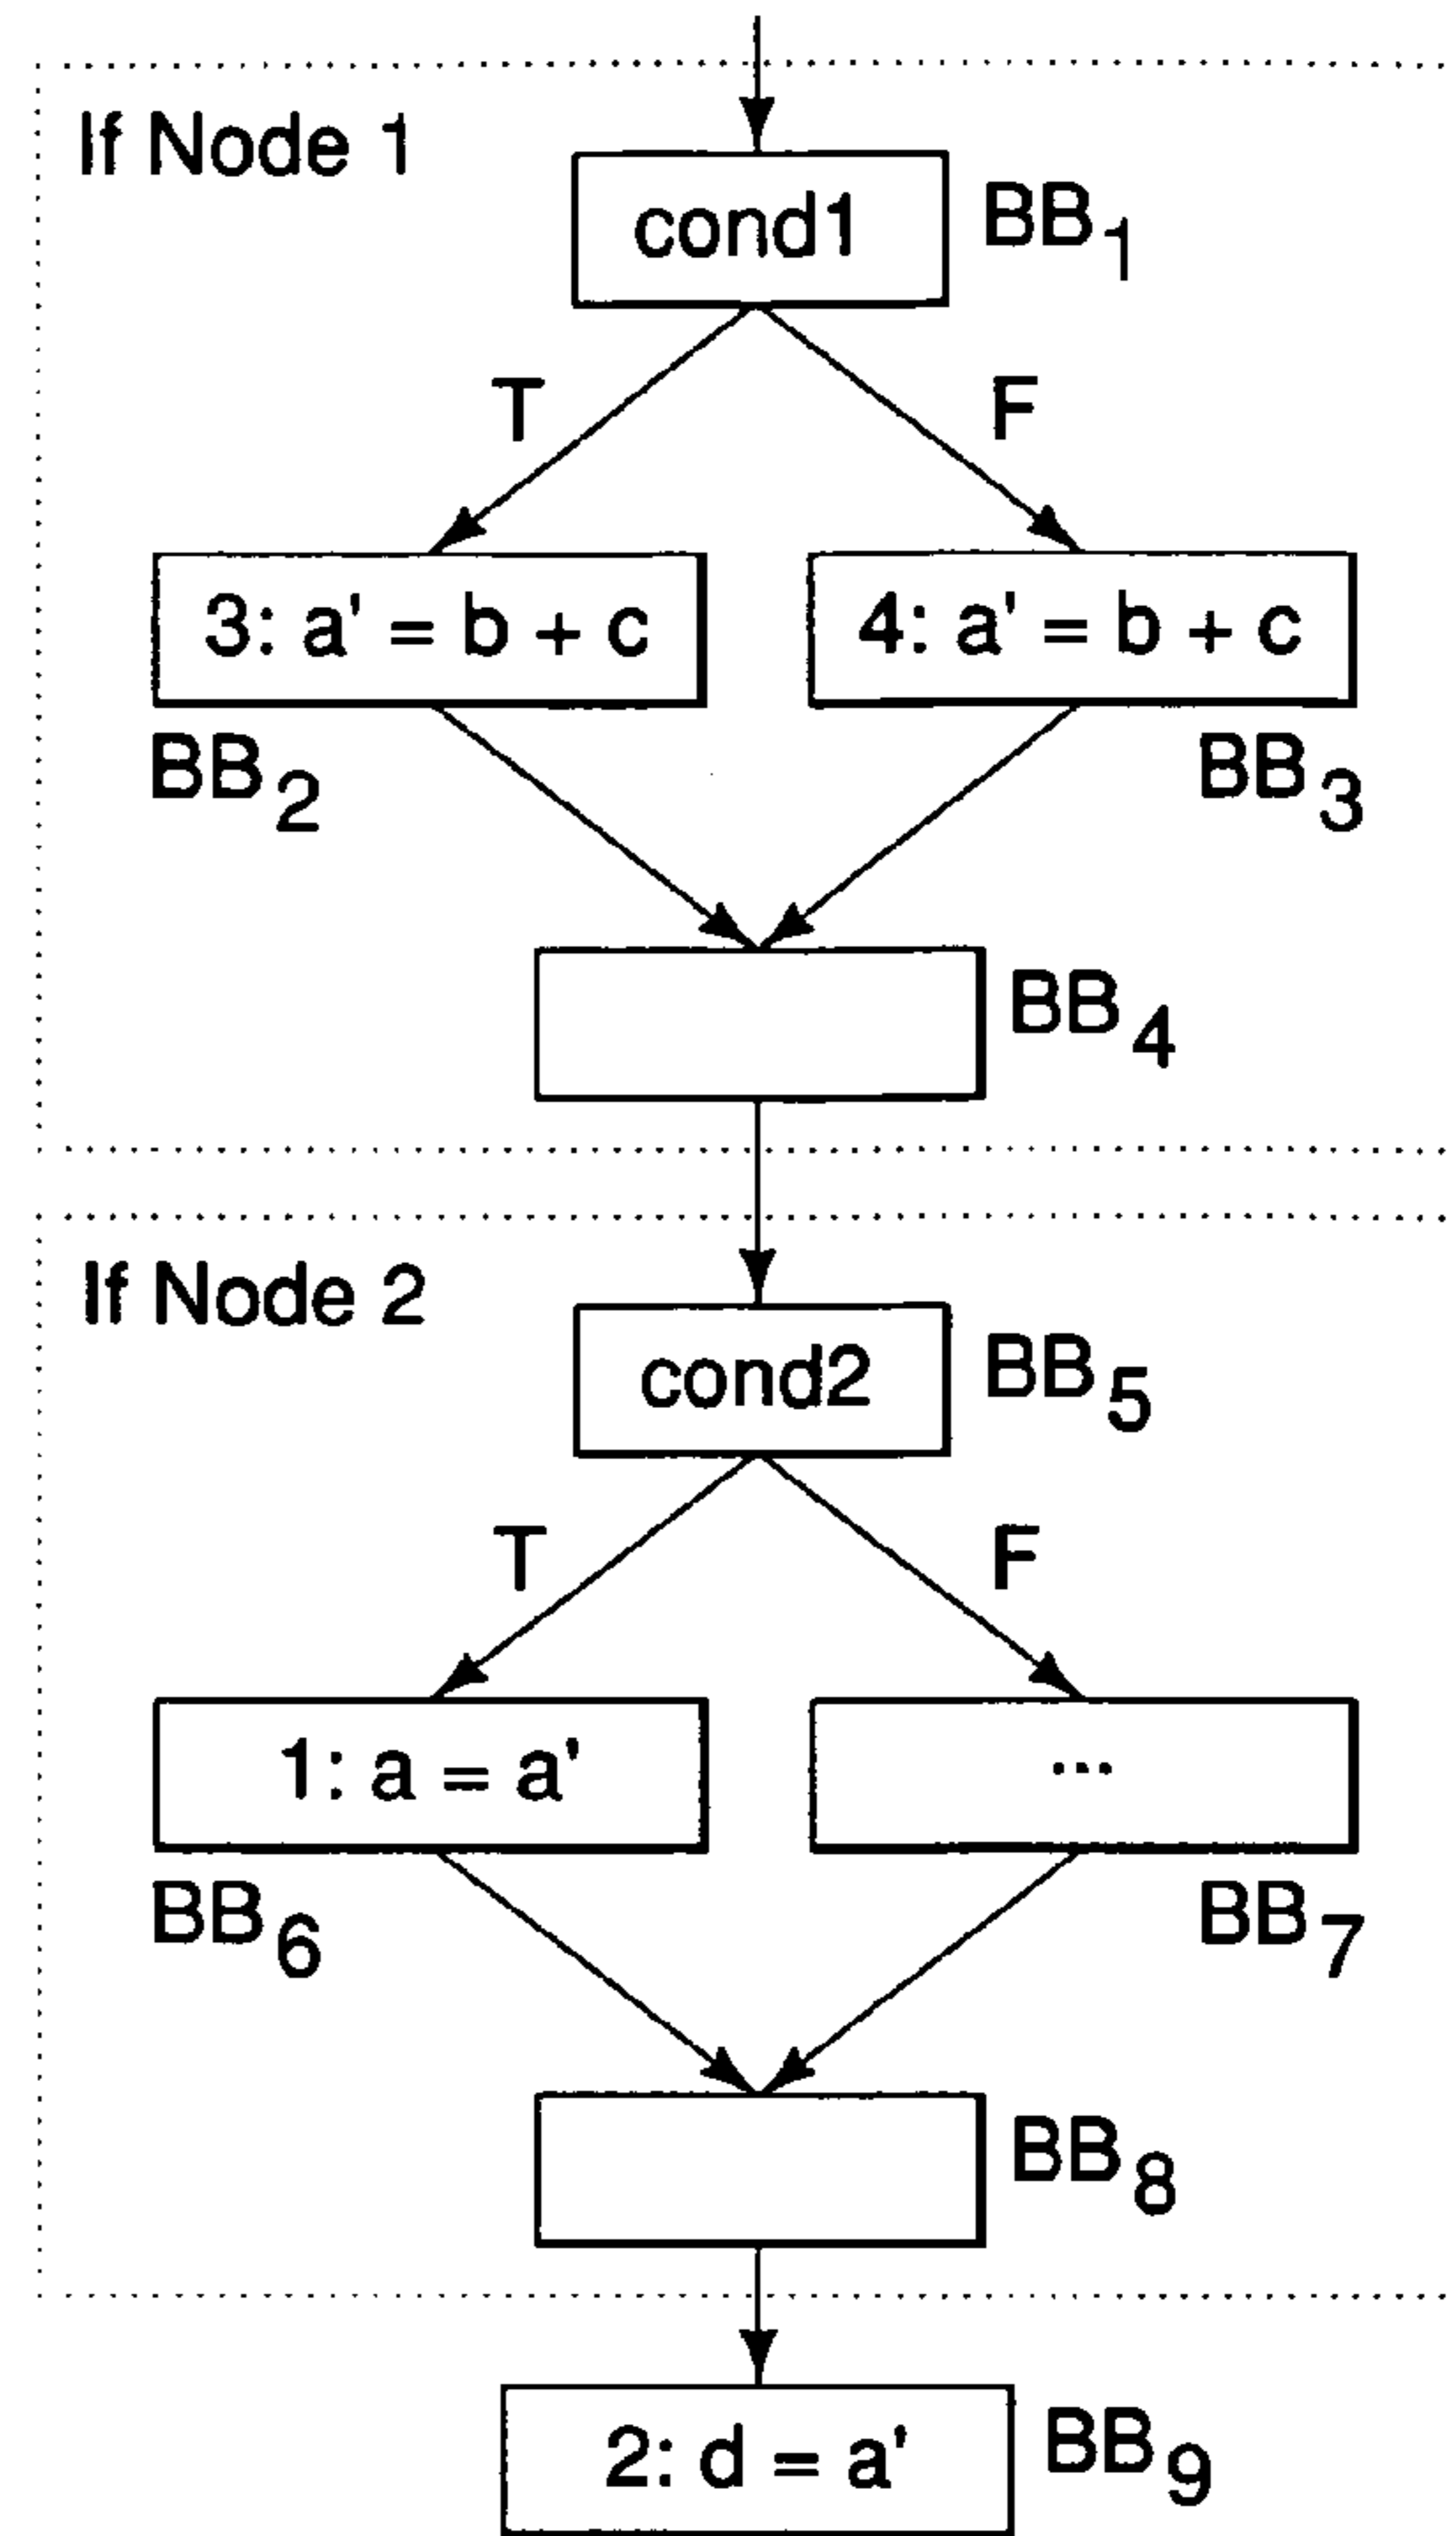 If Node 1
cond1
BB1
T
F
3: a' = b + c
4: a' = b + c
BB2
BB3
BB4
If Node 2
cond2
BB5
T
F
1: a = a'
...
BB6
BB7
BB8
2: d = a'
BB9